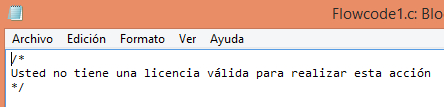 Flowcode1.c: Blo
Archivo Edición Formato Ver Ayuda
/*
Usted no tiene una licencia válida para realizar esta acción
*/